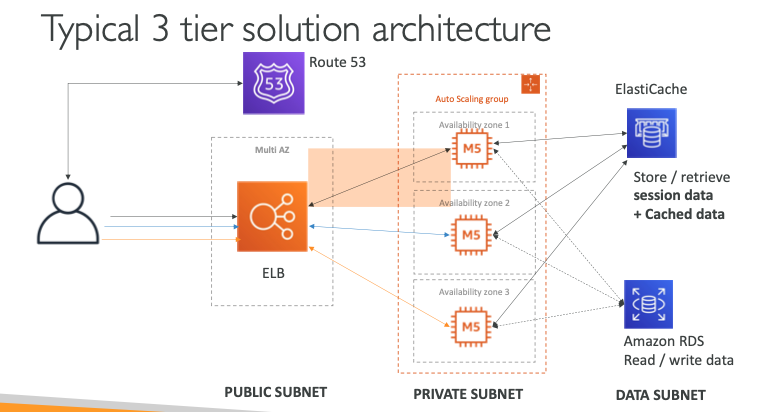 Typical 3 tier solution architecture
Route 53
53
ElastiCache
Auto Scaling group
Availability zone 1
Multi AZ
M5
Store / retrieve
session data
+ Cached data
Availability zone 2
M5
ELB
Availability zone 3
M5
Amazon RDS
Read / write data
PUBLIC SUBNET
PRIVATE SUBNET
DATA SUBNET